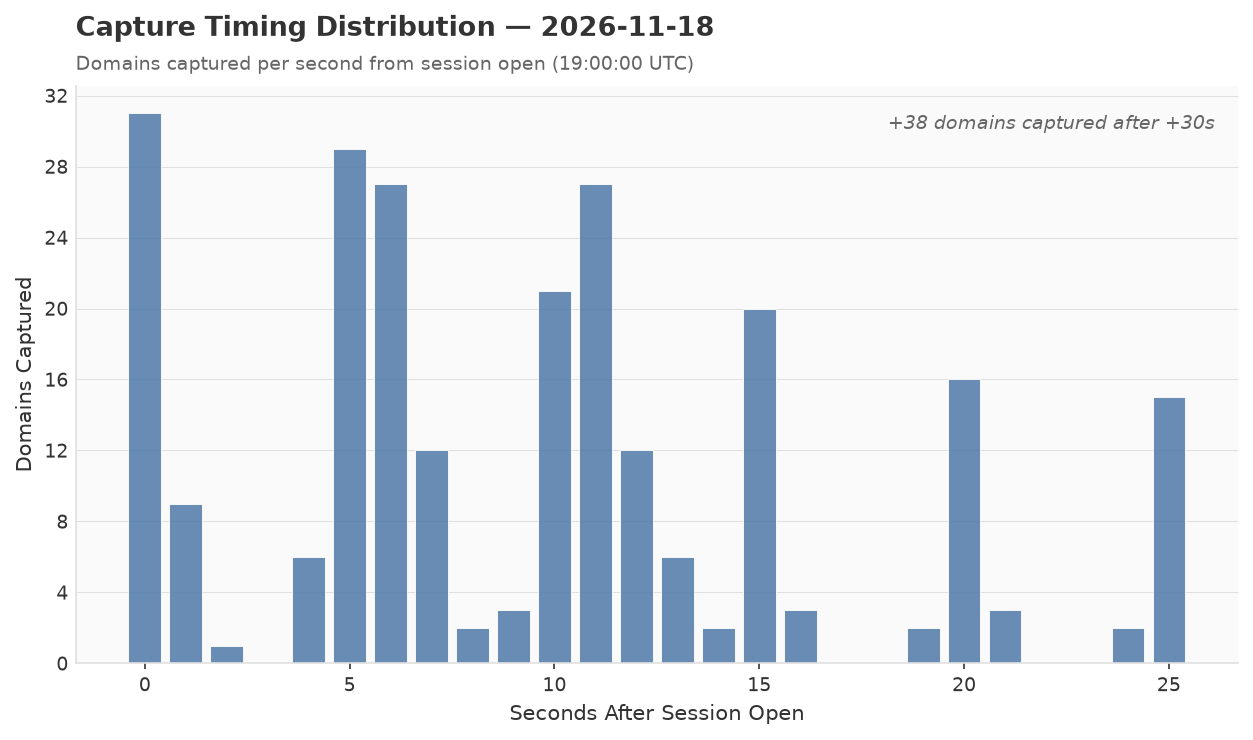 Capture Timing Distribution — 2026-11-18
Domains captured per second from session open (19:00:00 UTC)
+38 domains captured after +30s
Domains Captured
32
28
24
20
16
12
8
4
0
0 5 10 15 20 25
Seconds After Session Open